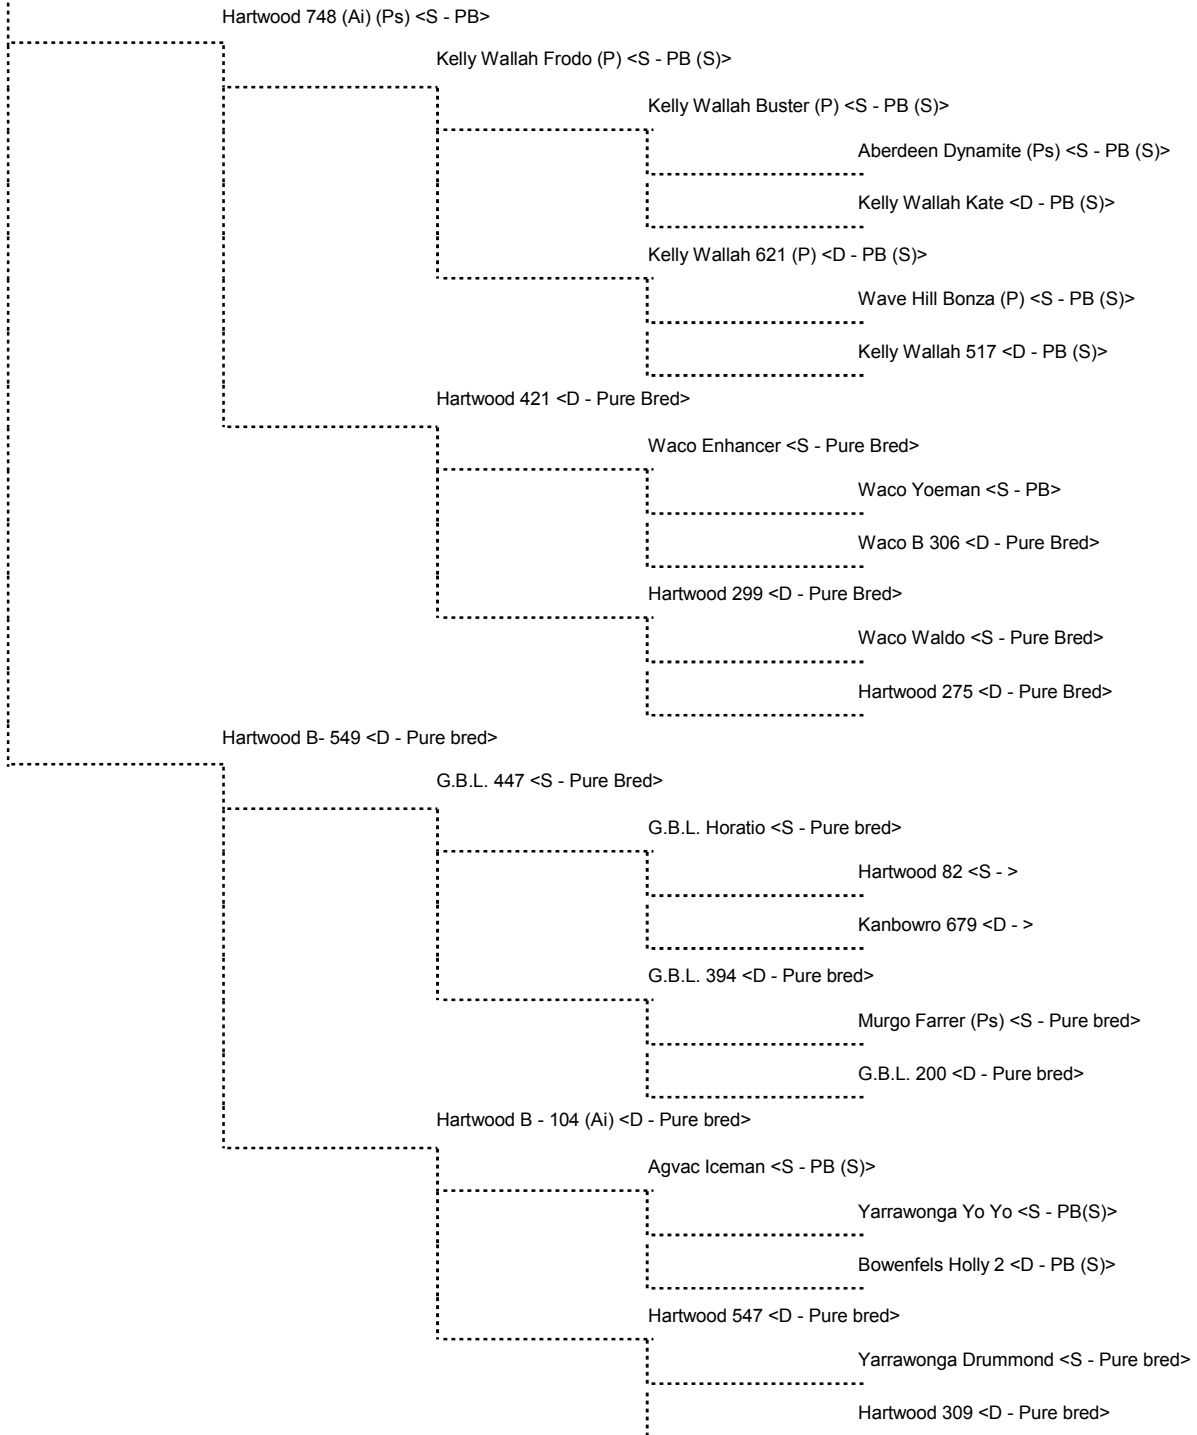 Hartwood 748 (Ai) (Ps) <S - PB>
Kelly Wallah Frodo (P) <S - PB (S)>
Kelly Wallah Buster (P) <S - PB (S)>
Aberdeen Dynamite (Ps) <S - PB (S)>
Kelly Wallah Kate <D - PB (S)>
Kelly Wallah 621 (P) <D - PB (S)>
Wave Hill Bonza (P) <S - PB (S)>
Kelly Wallah 517 <D - PB (S)>
Hartwood 421 <D - Pure Bred>
Waco Enhancer <S - Pure Bred>
Waco Yoeman <S - PB>
Waco B 306 <D - Pure Bred>
Hartwood 299 <D - Pure Bred>
Waco Waldo <S - Pure Bred>
Hartwood 275 <D - Pure Bred>
Hartwood B- 549 <D - Pure bred>
G.B.L. 447 <S - Pure Bred>
G.B.L. Horatio <S - Pure bred>
Hartwood 82 <S - >
Kanbowro 679 <D - >
G.B.L. 394 <D - Pure bred>
Murgo Farrer (Ps) <S - Pure bred>
G.B.L. 200 <D - Pure bred>
Hartwood B - 104 (Ai) <D - Pure bred>
Agvac Iceman <S - PB (S)>
Yarrawonga Yo Yo <S - PB(S)>
Bowenfels Holly 2 <D - PB (S)>
Hartwood 547 <D - Pure bred>
Yarrawonga Drummond <S - Pure bred>
Hartwood 309 <D - Pure bred>